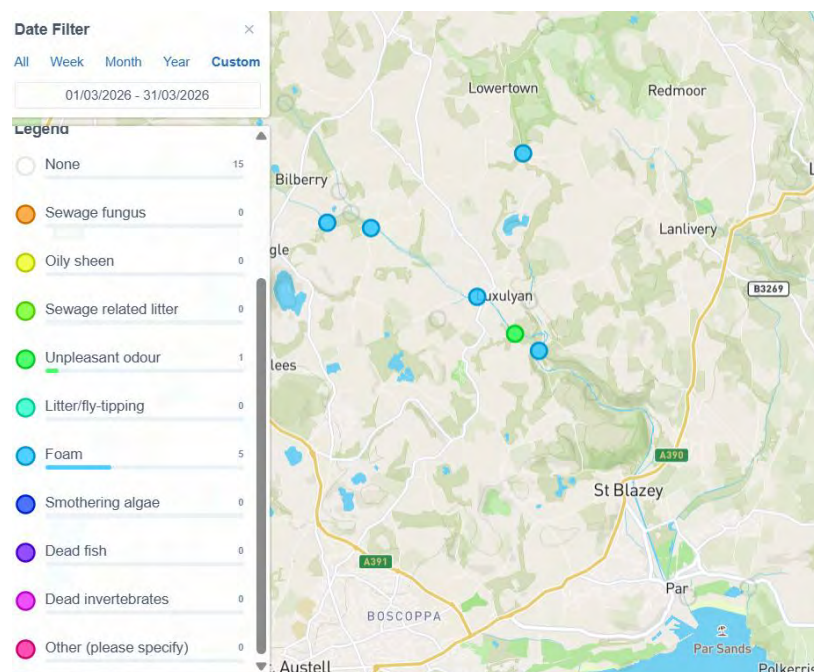 Date Filter ×
All Week Month Year Custom
01/03/2026 - 31/03/2026
Legend
None 15
Sewage fungus 0
Oily sheen 0
Sewage related litter 0
Unpleasant odour 1
Litter/fly-tipping 0
Foam 5
Smothering algae 0
Dead fish 0
Dead invertebrates 0
Other (please specify) 0
Lowertown
Redmoor
Bilberry
gle
Lanlivery
B3269
uxulyan
lees
A390
St Blazey
A391
Par
BOSCOPPA
Par Sands
Polkerris
. Austell